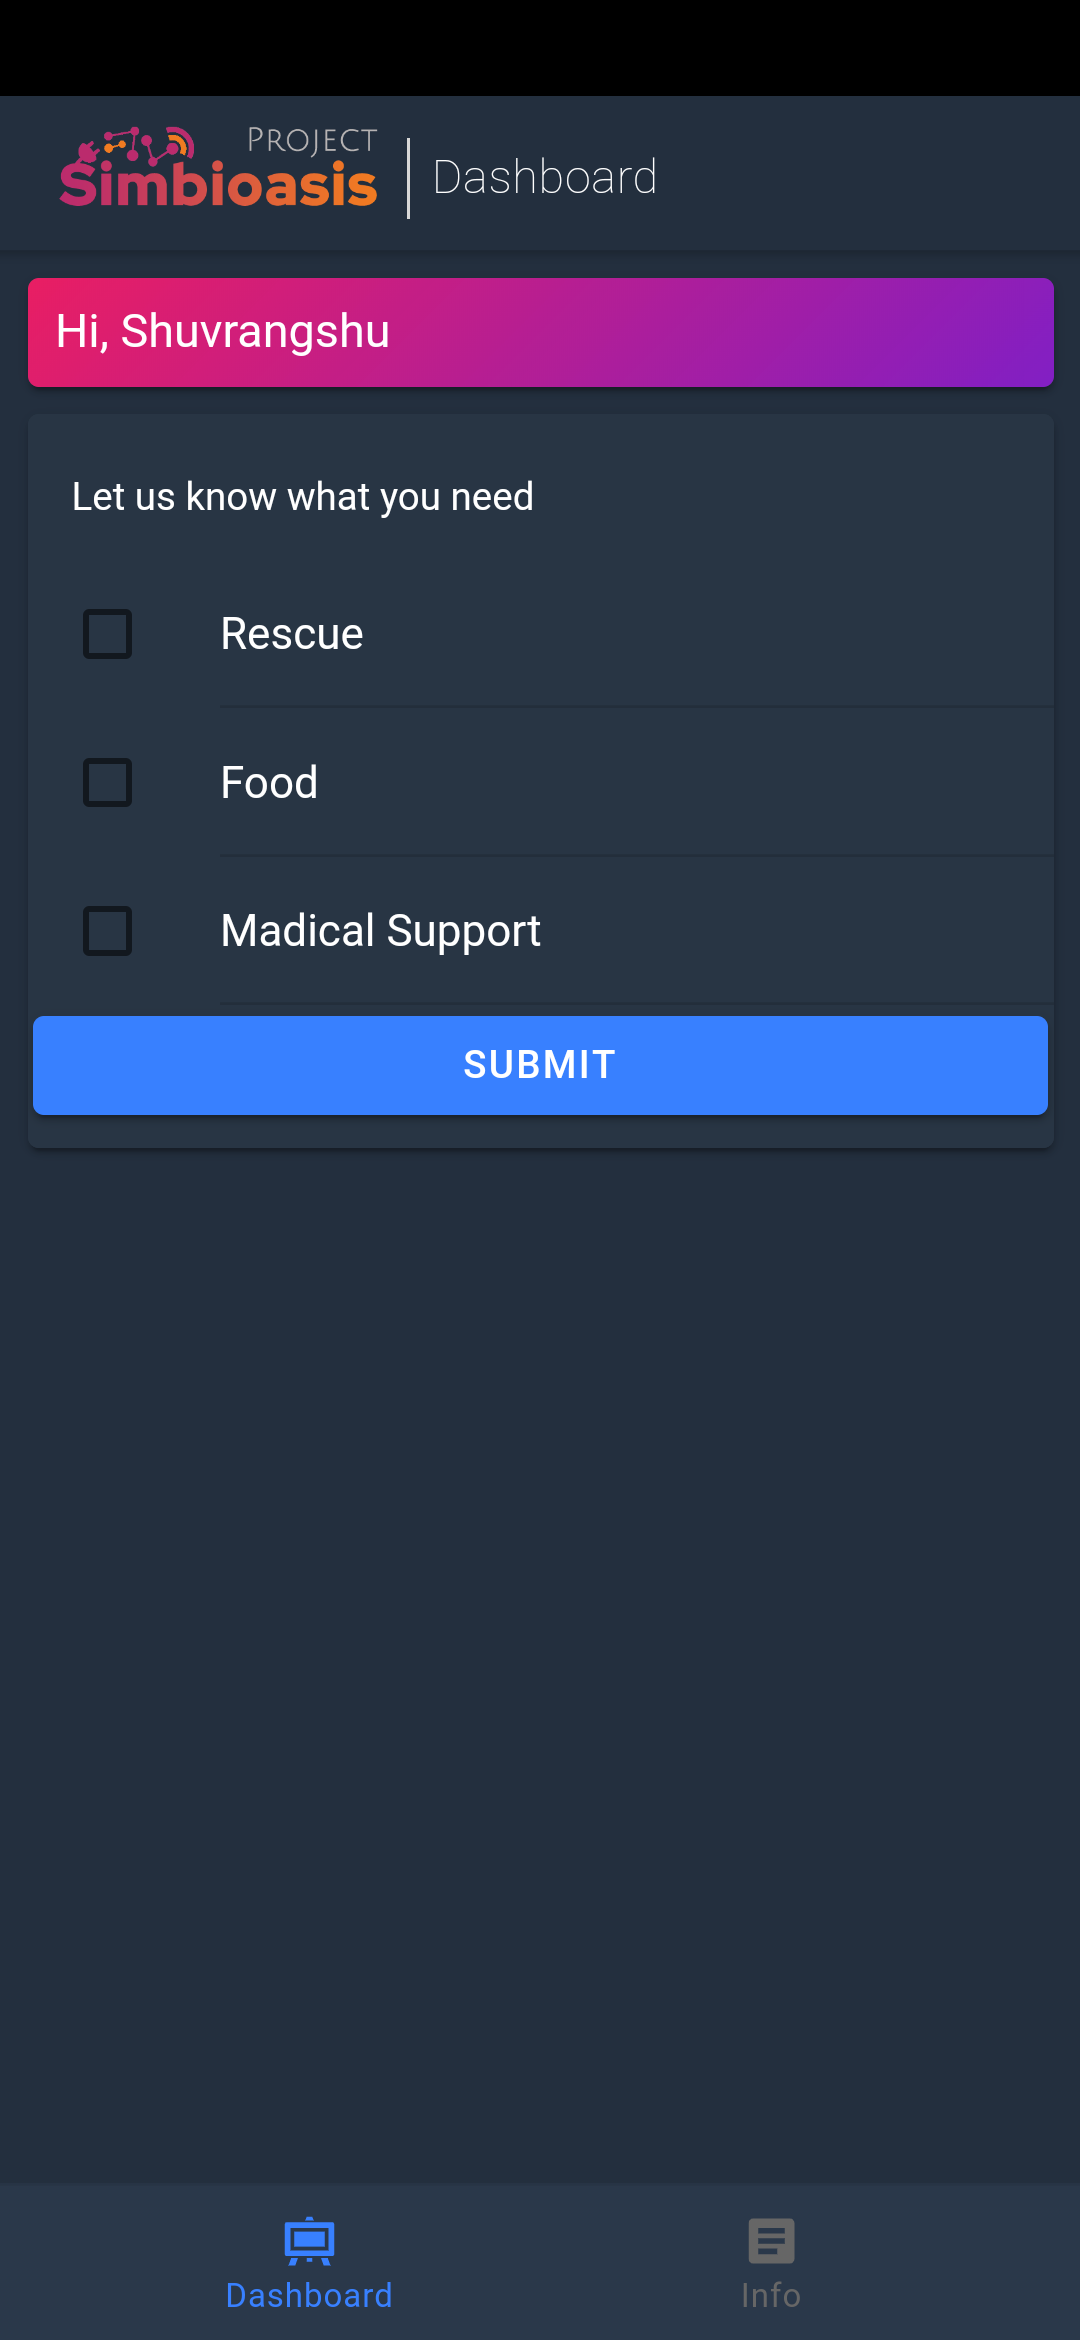 PROJECT
Simbioasis
Dashboard
Hi, Shuvrangshu
Let us know what you need
Rescue
Food
Madical Support
SUBMIT
Dashboard
Info